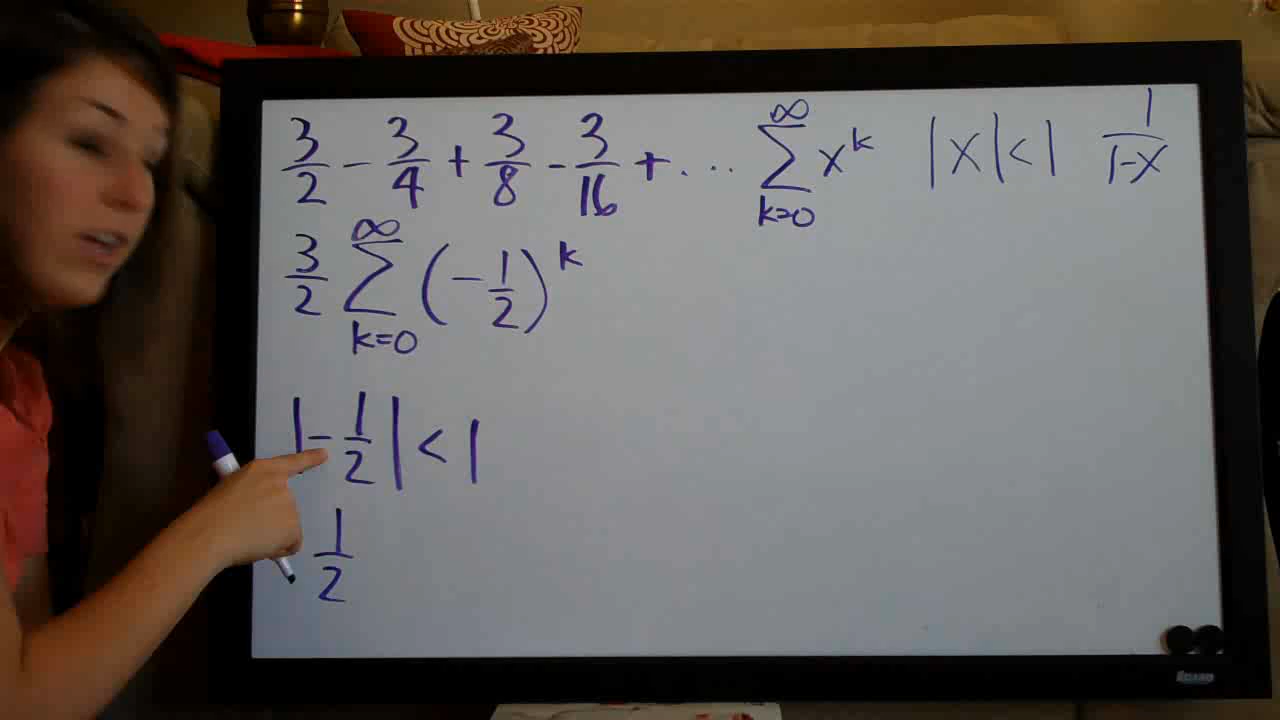 3/2 - 3/4 + 3/8 - 3/16 + ... ∞ Σ k=0 x^k |x| < 1 1/(1-x)
3/2 ∞ Σ k=0 (-1/2)^k
|-1/2| < 1
1/2